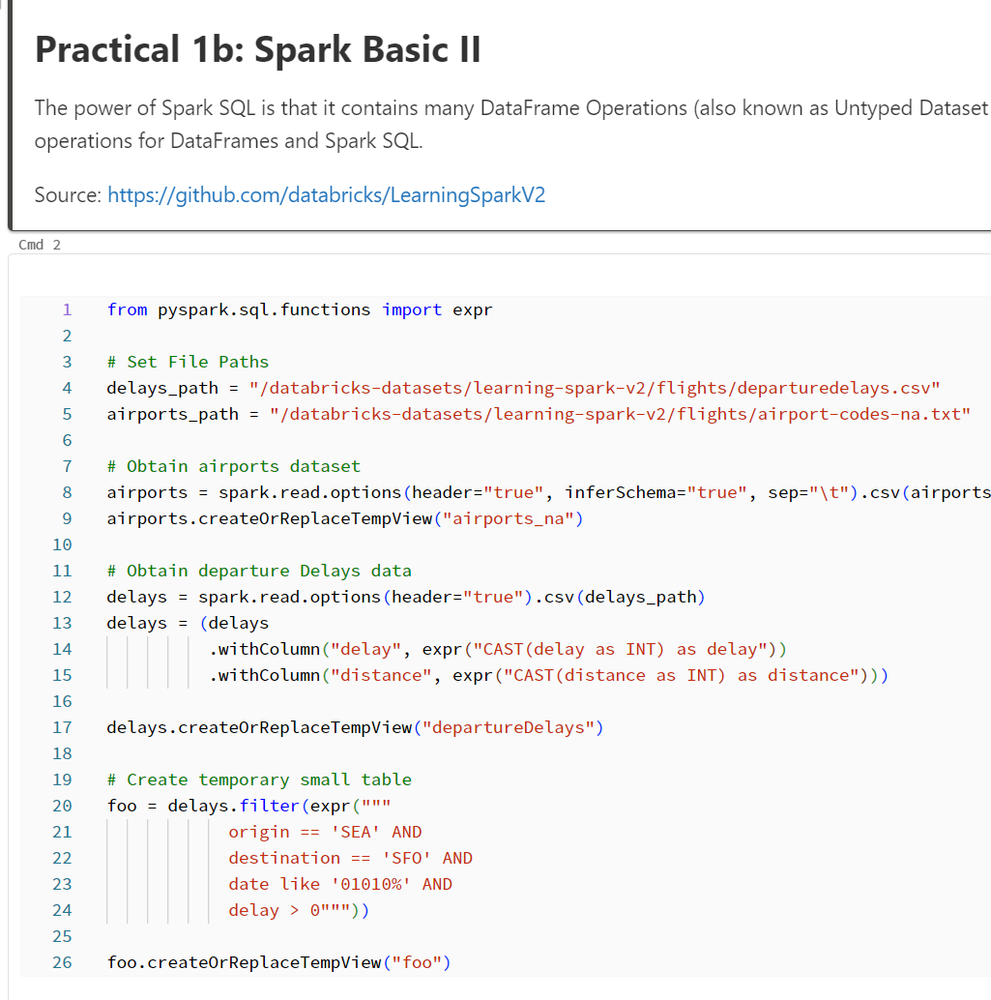 Practical 1b: Spark Basic II
The power of Spark SQL is that it contains many DataFrame Operations (also known as Untyped Dataset
operations for DataFrames and Spark SQL.
Source: https://github.com/databricks/LearningSparkV2
Cmd 2
1 from pyspark.sql.functions import expr
2
3 # Set File Paths
4 delays_path = "/databricks-datasets/learning-spark-v2/flights/departuredelays.csv"
5 airports_path = "/databricks-datasets/learning-spark-v2/flights/airport-codes-na.txt"
6
7 # Obtain airports dataset
8 airports = spark.read.options(header="true", inferSchema="true", sep="\t").csv(airports
9 airports.createOrReplaceTempView("airports_na")
10
11 # Obtain departure Delays data
12 delays = spark.read.options(header="true").csv(delays_path)
13 delays = (delays
14 .withColumn("delay", expr("CAST(delay as INT) as delay"))
15 .withColumn("distance", expr("CAST(distance as INT) as distance")))
16
17 delays.createOrReplaceTempView("departureDelays")
18
19 # Create temporary small table
20 foo = delays.filter(expr("""
21 origin == 'SEA' AND
22 destination == 'SFO' AND
23 date like '01010%' AND
24 delay > 0"""))
25
26 foo.createOrReplaceTempView("foo")